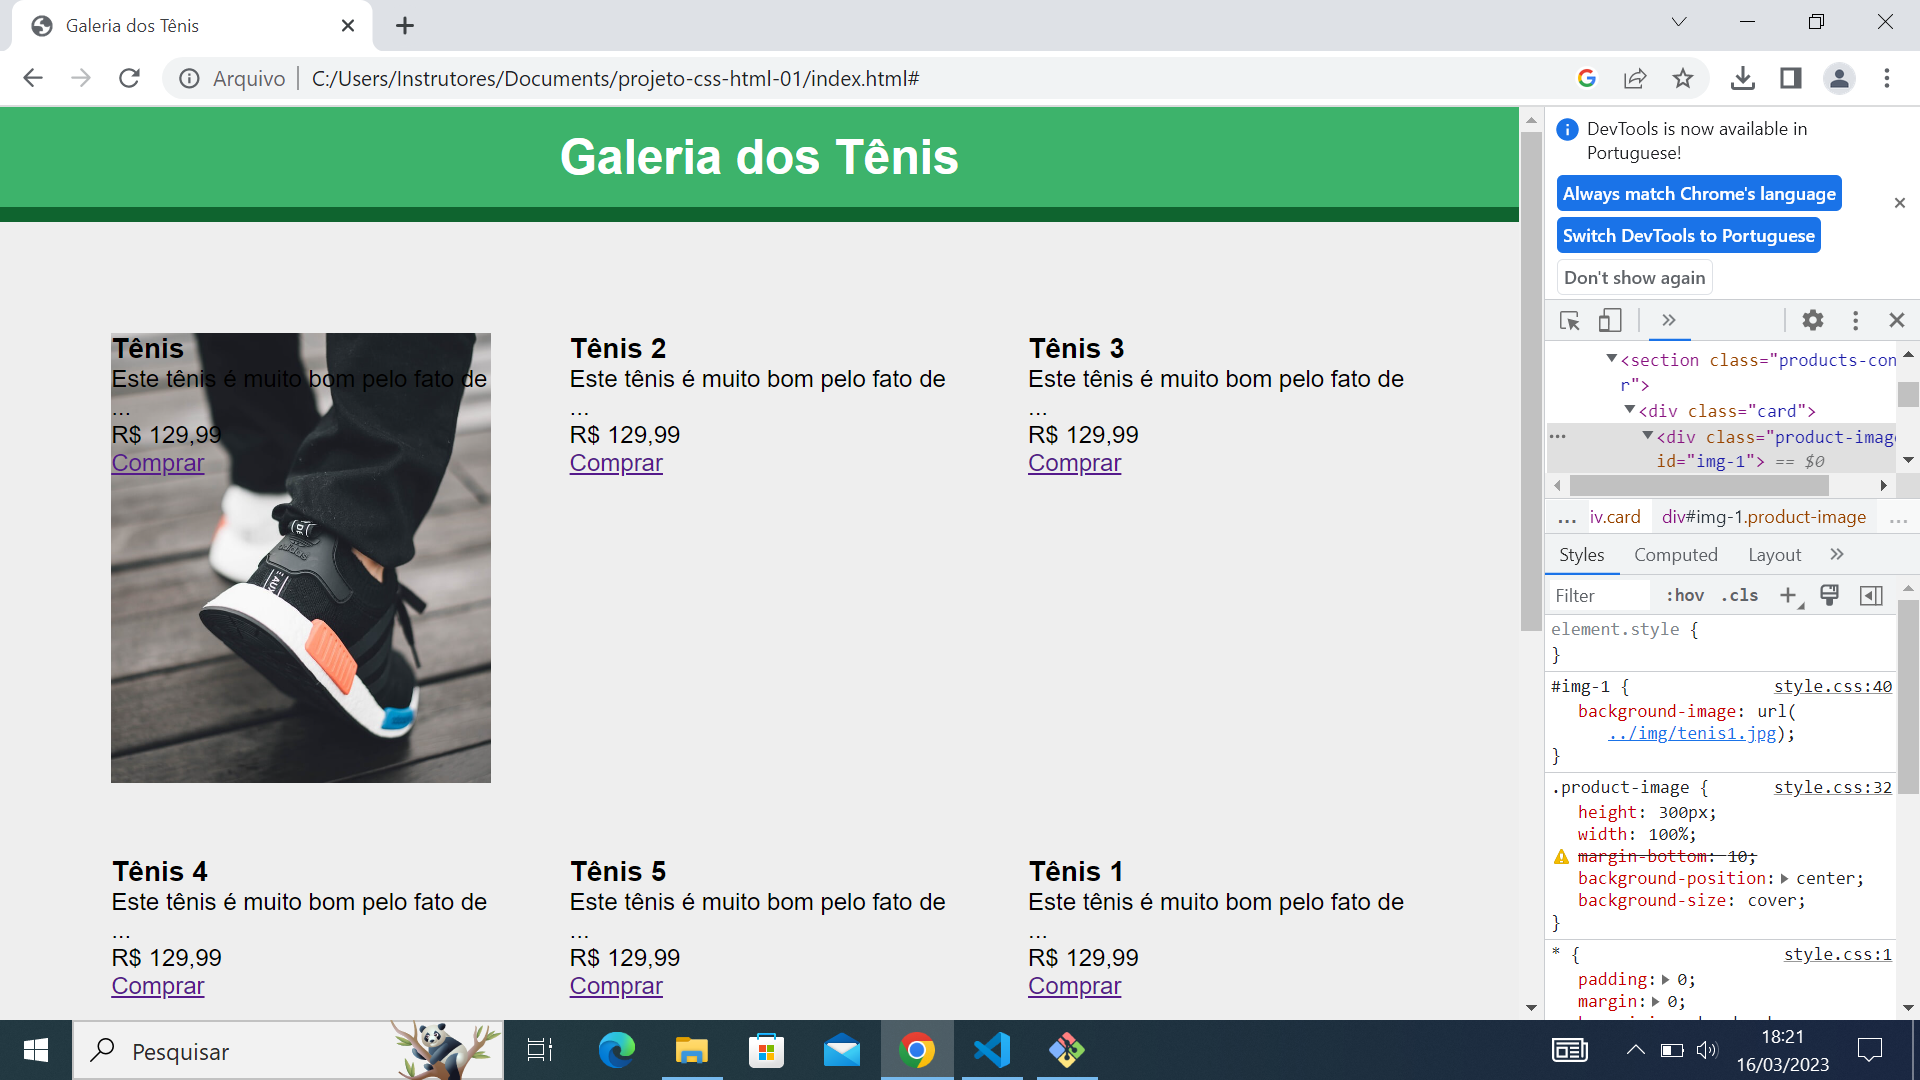 Galeria dos Tênis
Arquivo
C:/Users/Instrutores/Documents/projeto-css-html-01/index.html#
Galeria dos Tênis
Tênis
Este tênis é muito bom pelo fato de
...
R$ 129,99
Comprar
Tênis 2
Este tênis é muito bom pelo fato de
...
R$ 129,99
Comprar
Tênis 3
Este tênis é muito bom pelo fato de
...
R$ 129,99
Comprar
adidas
Tênis 4
Este tênis é muito bom pelo fato de
...
R$ 129,99
Comprar
Tênis 5
Este tênis é muito bom pelo fato de
...
R$ 129,99
Comprar
Tênis 1
Este tênis é muito bom pelo fato de
...
R$ 129,99
Comprar
DevTools is now available in
Portuguese!
Always match Chrome's language
Switch DevTools to Portuguese
Don't show again
<section class="products-con
r">
<div class="card">
<div class="product-imag
id="img-1"> == $0
... iv.card div#img-1.product-image ...
Styles Computed Layout
Filter :hov .cls
element.style {
}
#img-1 { style.css:40
background-image: url(
../img/tenis1.jpg);
}
.product-image { style.css:32
height: 300px;
width: 100%;
margin-bottom: 10;
background-position: center;
background-size: cover;
}
* { style.css:1
padding: 0;
margin: 0;
Pesquisar
18:21
16/03/2023